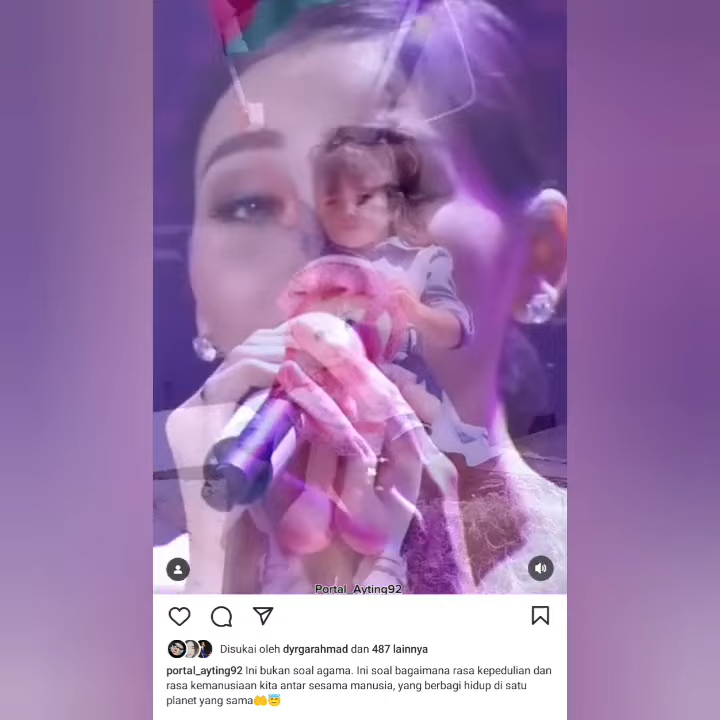 Portal_Ayting92
Disukai oleh dyrgarahmad dan 487 lainnya
portal_ayting92 Ini bukan soal agama. Ini soal bagaimana rasa kepedulian dan
rasa kemanusiaan kita antar sesama manusia, yang berbagi hidup di satu
planet yang sama🤲😇